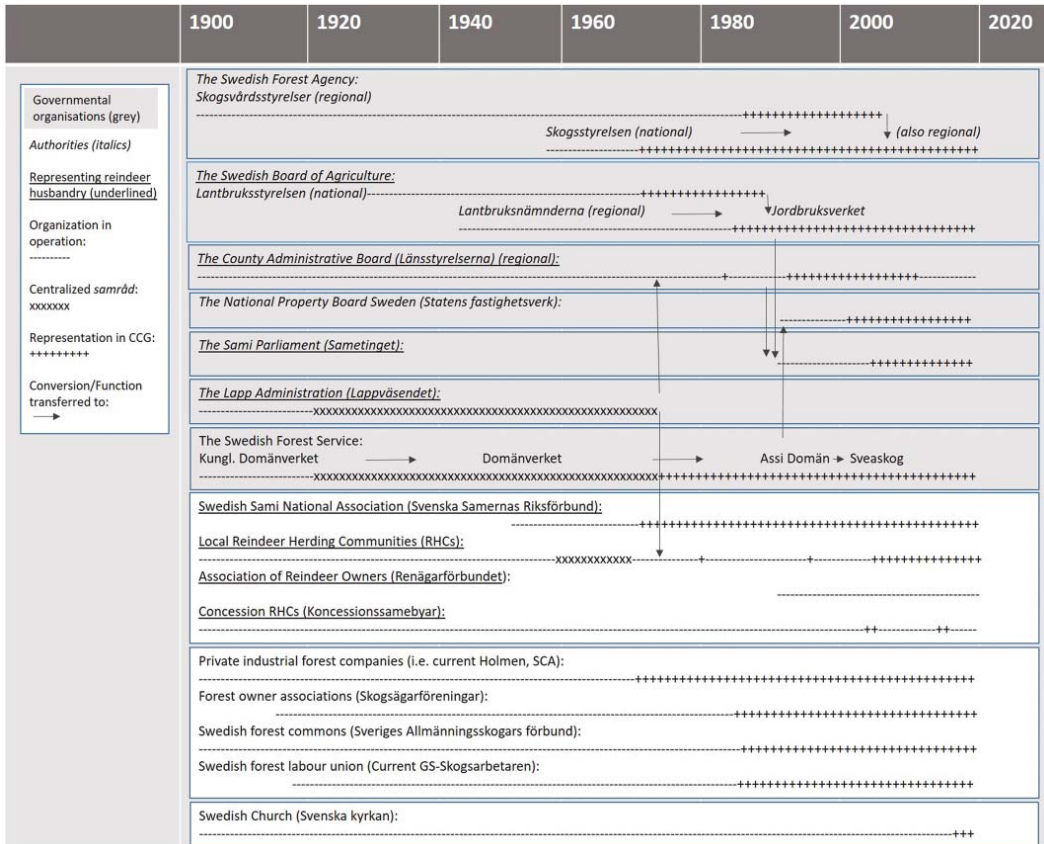 1900 1920 1940 1960 1980 2000 2020
Governmental
organisations (grey)
Authorities (italics)
Representing reindeer
husbandry (underlined)
Organization in
operation:
----------
Centralized samråd:
xxxxxxx
Representation in CCG:
+++++++++
Conversion/Function
transferred to:
The Swedish Forest Agency:
Skogsvårdsstyrelser (regional)
Skogsstyrelsen (national) (also regional)
The Swedish Board of Agriculture:
Lantbruksstyrelsen (national)
Lantbruksnämnderna (regional) Jordbruksverket
The County Administrative Board (Länsstyrelserna) (regional):
The National Property Board Sweden (Statens fastighetsverk):
The Sami Parliament (Sametinget):
The Lapp Administration (Lappväsendet):
The Swedish Forest Service:
Kungl. Domänverket Domänverket Assi Domän Sveaskog
Swedish Sami National Association (Svenska Samernas Riksförbund):
Local Reindeer Herding Communities (RHCs):
Association of Reindeer Owners (Renägarförbundet):
Concession RHCs (Koncessionssamebyar):
Private industrial forest companies (i.e. current Holmen, SCA):
Forest owner associations (Skogsägarföreningar):
Swedish forest commons (Sveriges Allmänningsskogars förbund):
Swedish forest labour union (Current GS-Skogsarbetaren):
Swedish Church (Svenska kyrkan):